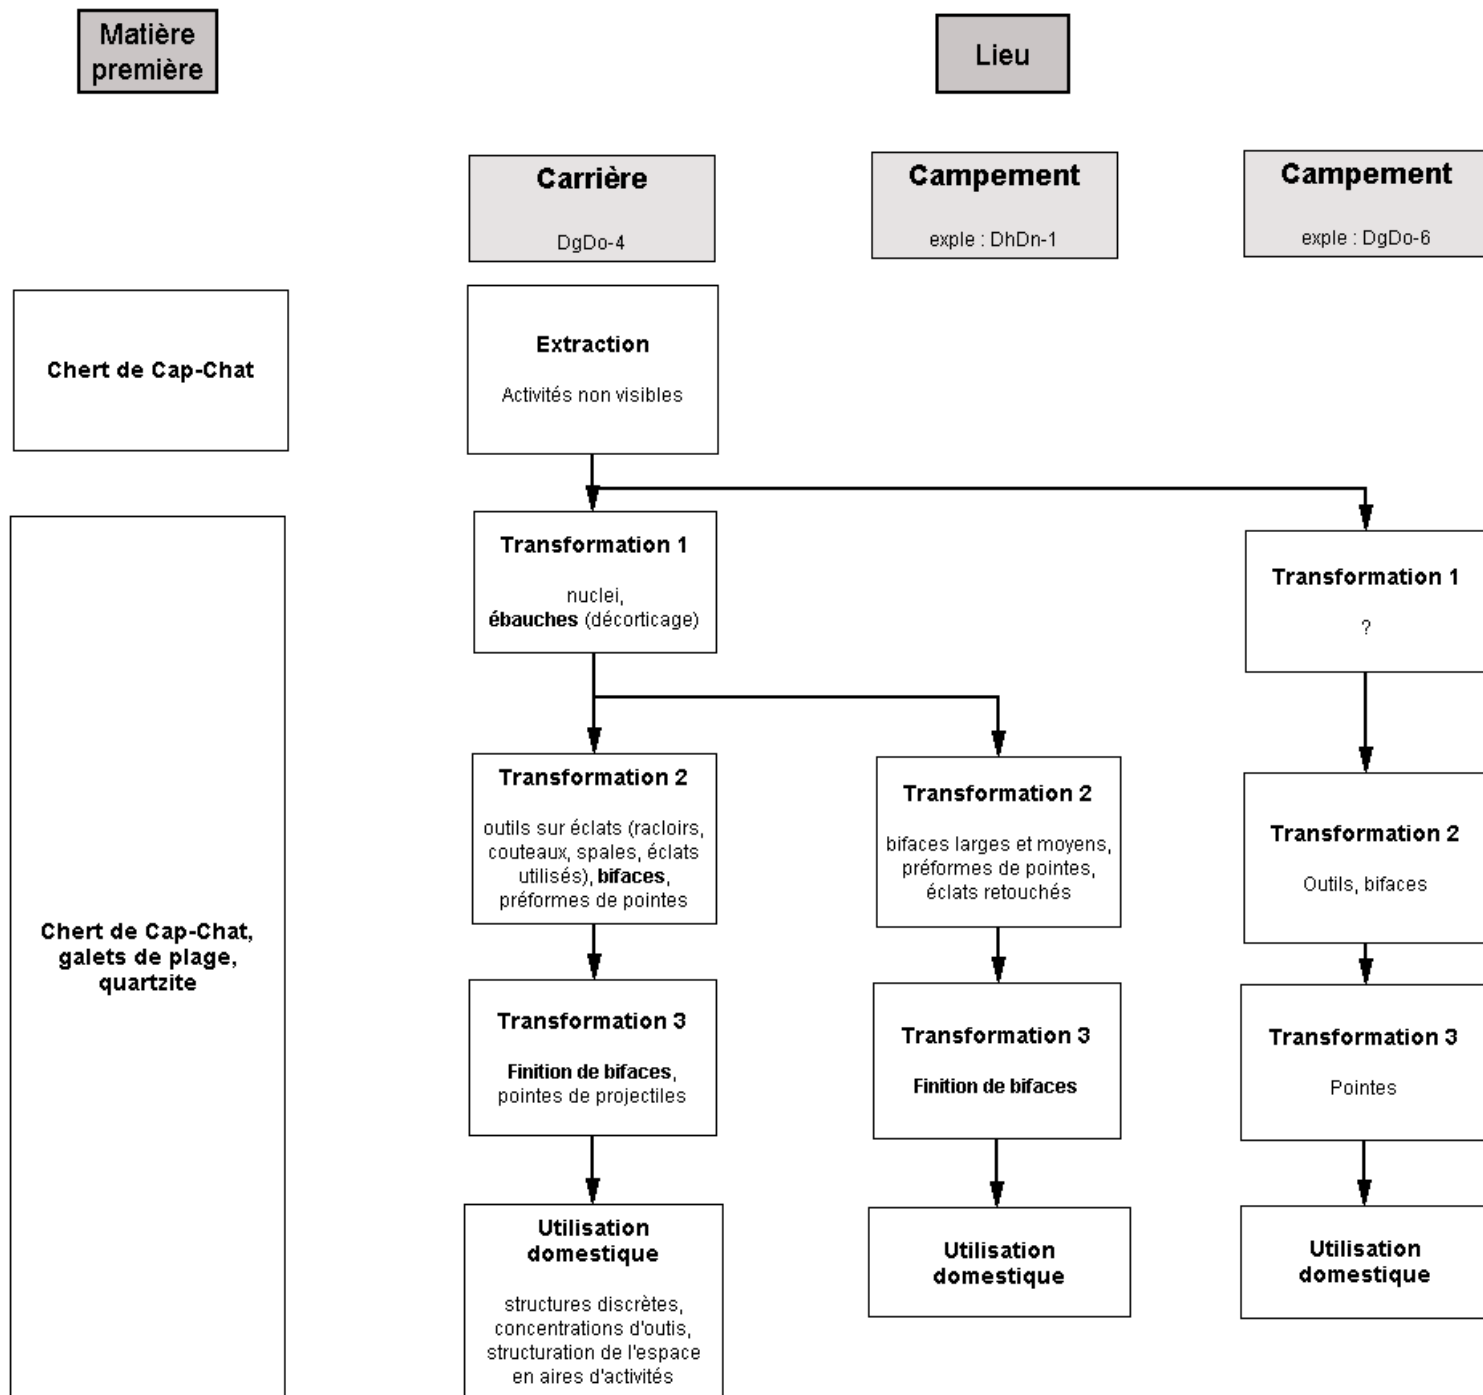 Matière
première
Lieu
Carrière
DgDo-4
Campement
exple : DhDn-1
Campement
exple : DgDo-6
Chert de Cap-Chat
Extraction
Activités non visibles
Transformation 1
nuclei,
ébauches (décorticage)
Transformation 1
?
Chert de Cap-Chat,
galets de plage,
quartzite
Transformation 2
outils sur éclats (racloirs,
couteaux, spales, éclats
utilisés), bifaces,
préformes de pointes
Transformation 2
bifaces larges et moyens,
préformes de pointes,
éclats retouchés
Transformation 2
Outils, bifaces
Transformation 3
Finition de bifaces,
pointes de projectiles
Transformation 3
Finition de bifaces
Transformation 3
Pointes
Utilisation
domestique
structures discrètes,
concentrations d'outis,
structuration de l'espace
en aires d'activités
Utilisation
domestique
Utilisation
domestique